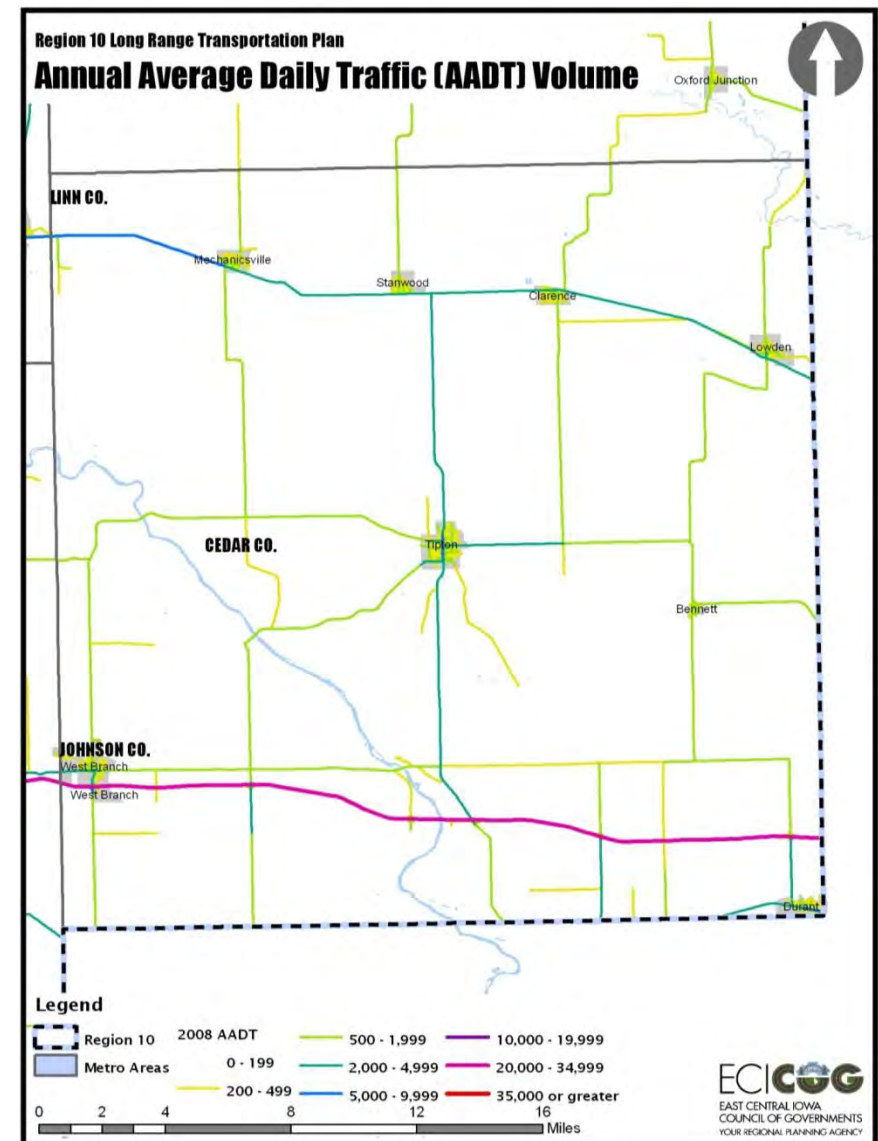 Region 10 Long Range Transportation Plan
Annual Average Daily Traffic (AADT) Volume
Oxford Junction
LINN CO.
Mechanicsville
Stanwood
Clarence
Lowden
CEDAR CO.
Tipton
Bennett
JOHNSON CO.
West Branch
West Branch
Durant
Legend
Region 10
Metro Areas
2008 AADT
0 - 199
200 - 499
500 - 1,999
2,000 - 4,999
5,000 - 9,999
10,000 - 19,999
20,000 - 34,999
35,000 or greater
0 2 4 8 12 16
Miles
ECICOG
EAST CENTRAL IOWA
COUNCIL OF GOVERNMENTS
YOUR REGIONAL PLANNING AGENCY